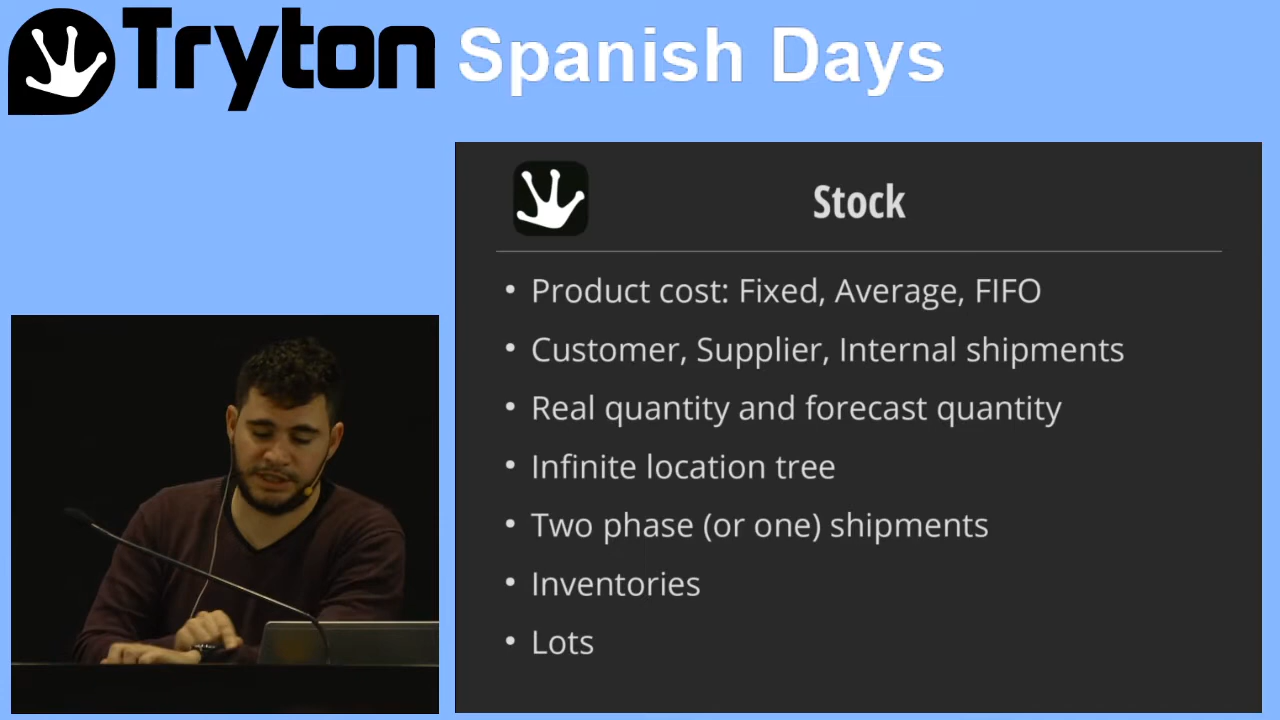 Tryton Spanish Days
Stock
• Product cost: Fixed, Average, FIFO
• Customer, Supplier, Internal shipments
• Real quantity and forecast quantity
• Infinite location tree
• Two phase (or one) shipments
• Inventories
• Lots